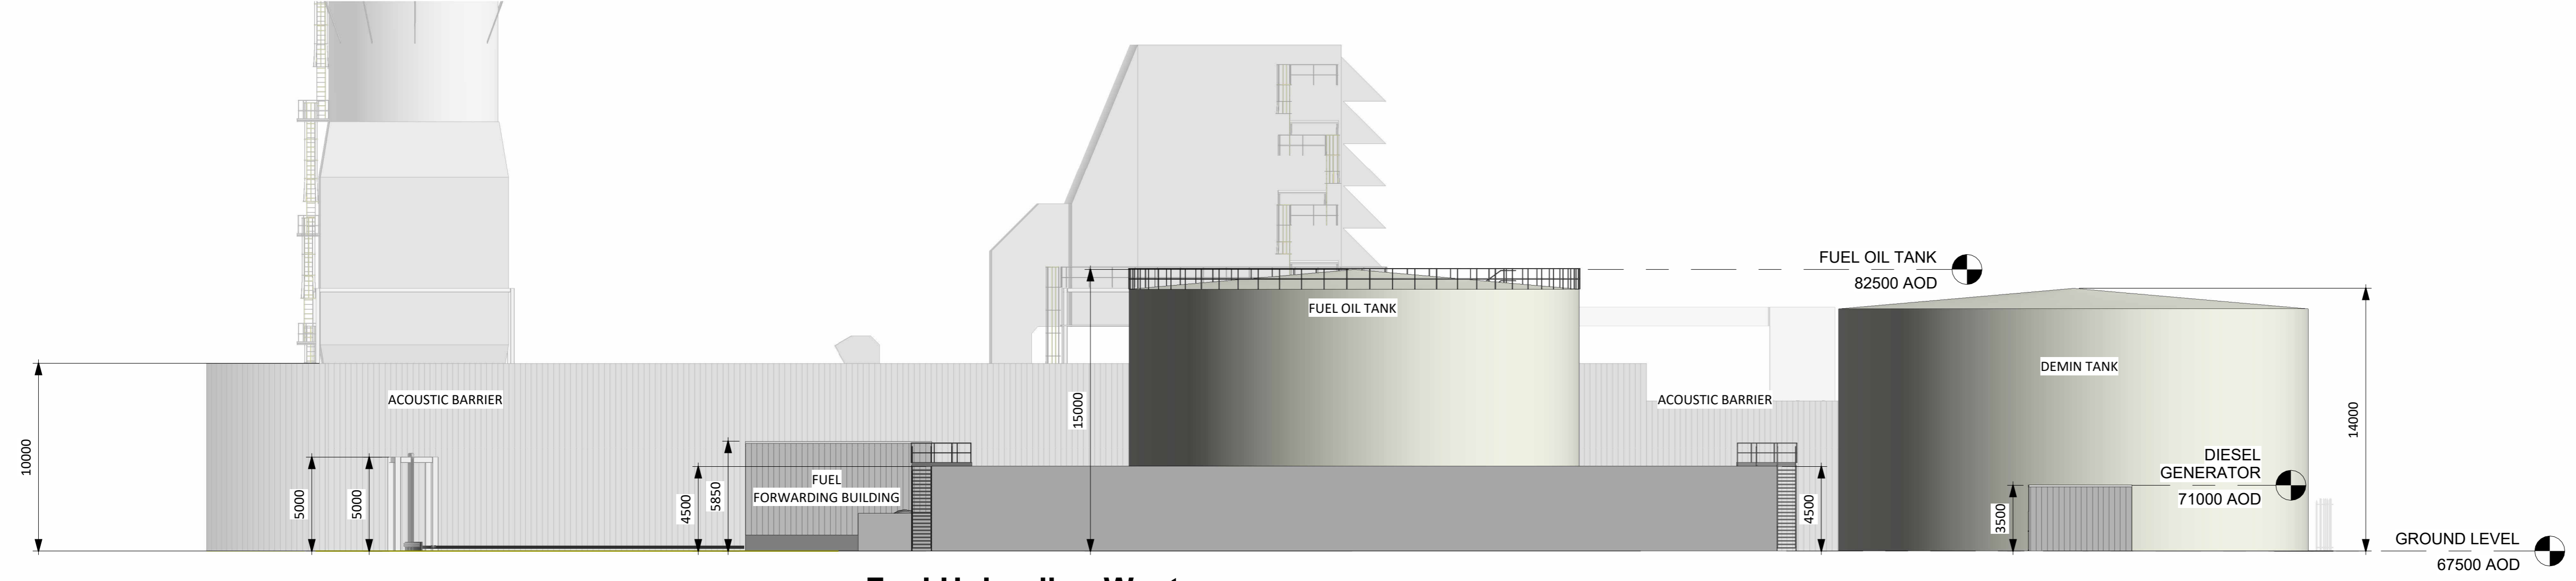 FUEL OIL TANK
82500 AOD
FUEL OIL TANK
DEMIN TANK
ACOUSTIC BARRIER
ACOUSTIC BARRIER
10000
15000
14000
5000
5000
4500
5850
FUEL
FORWARDING BUILDING
4500
3500
DIESEL
GENERATOR
71000 AOD
GROUND LEVEL
67500 AOD